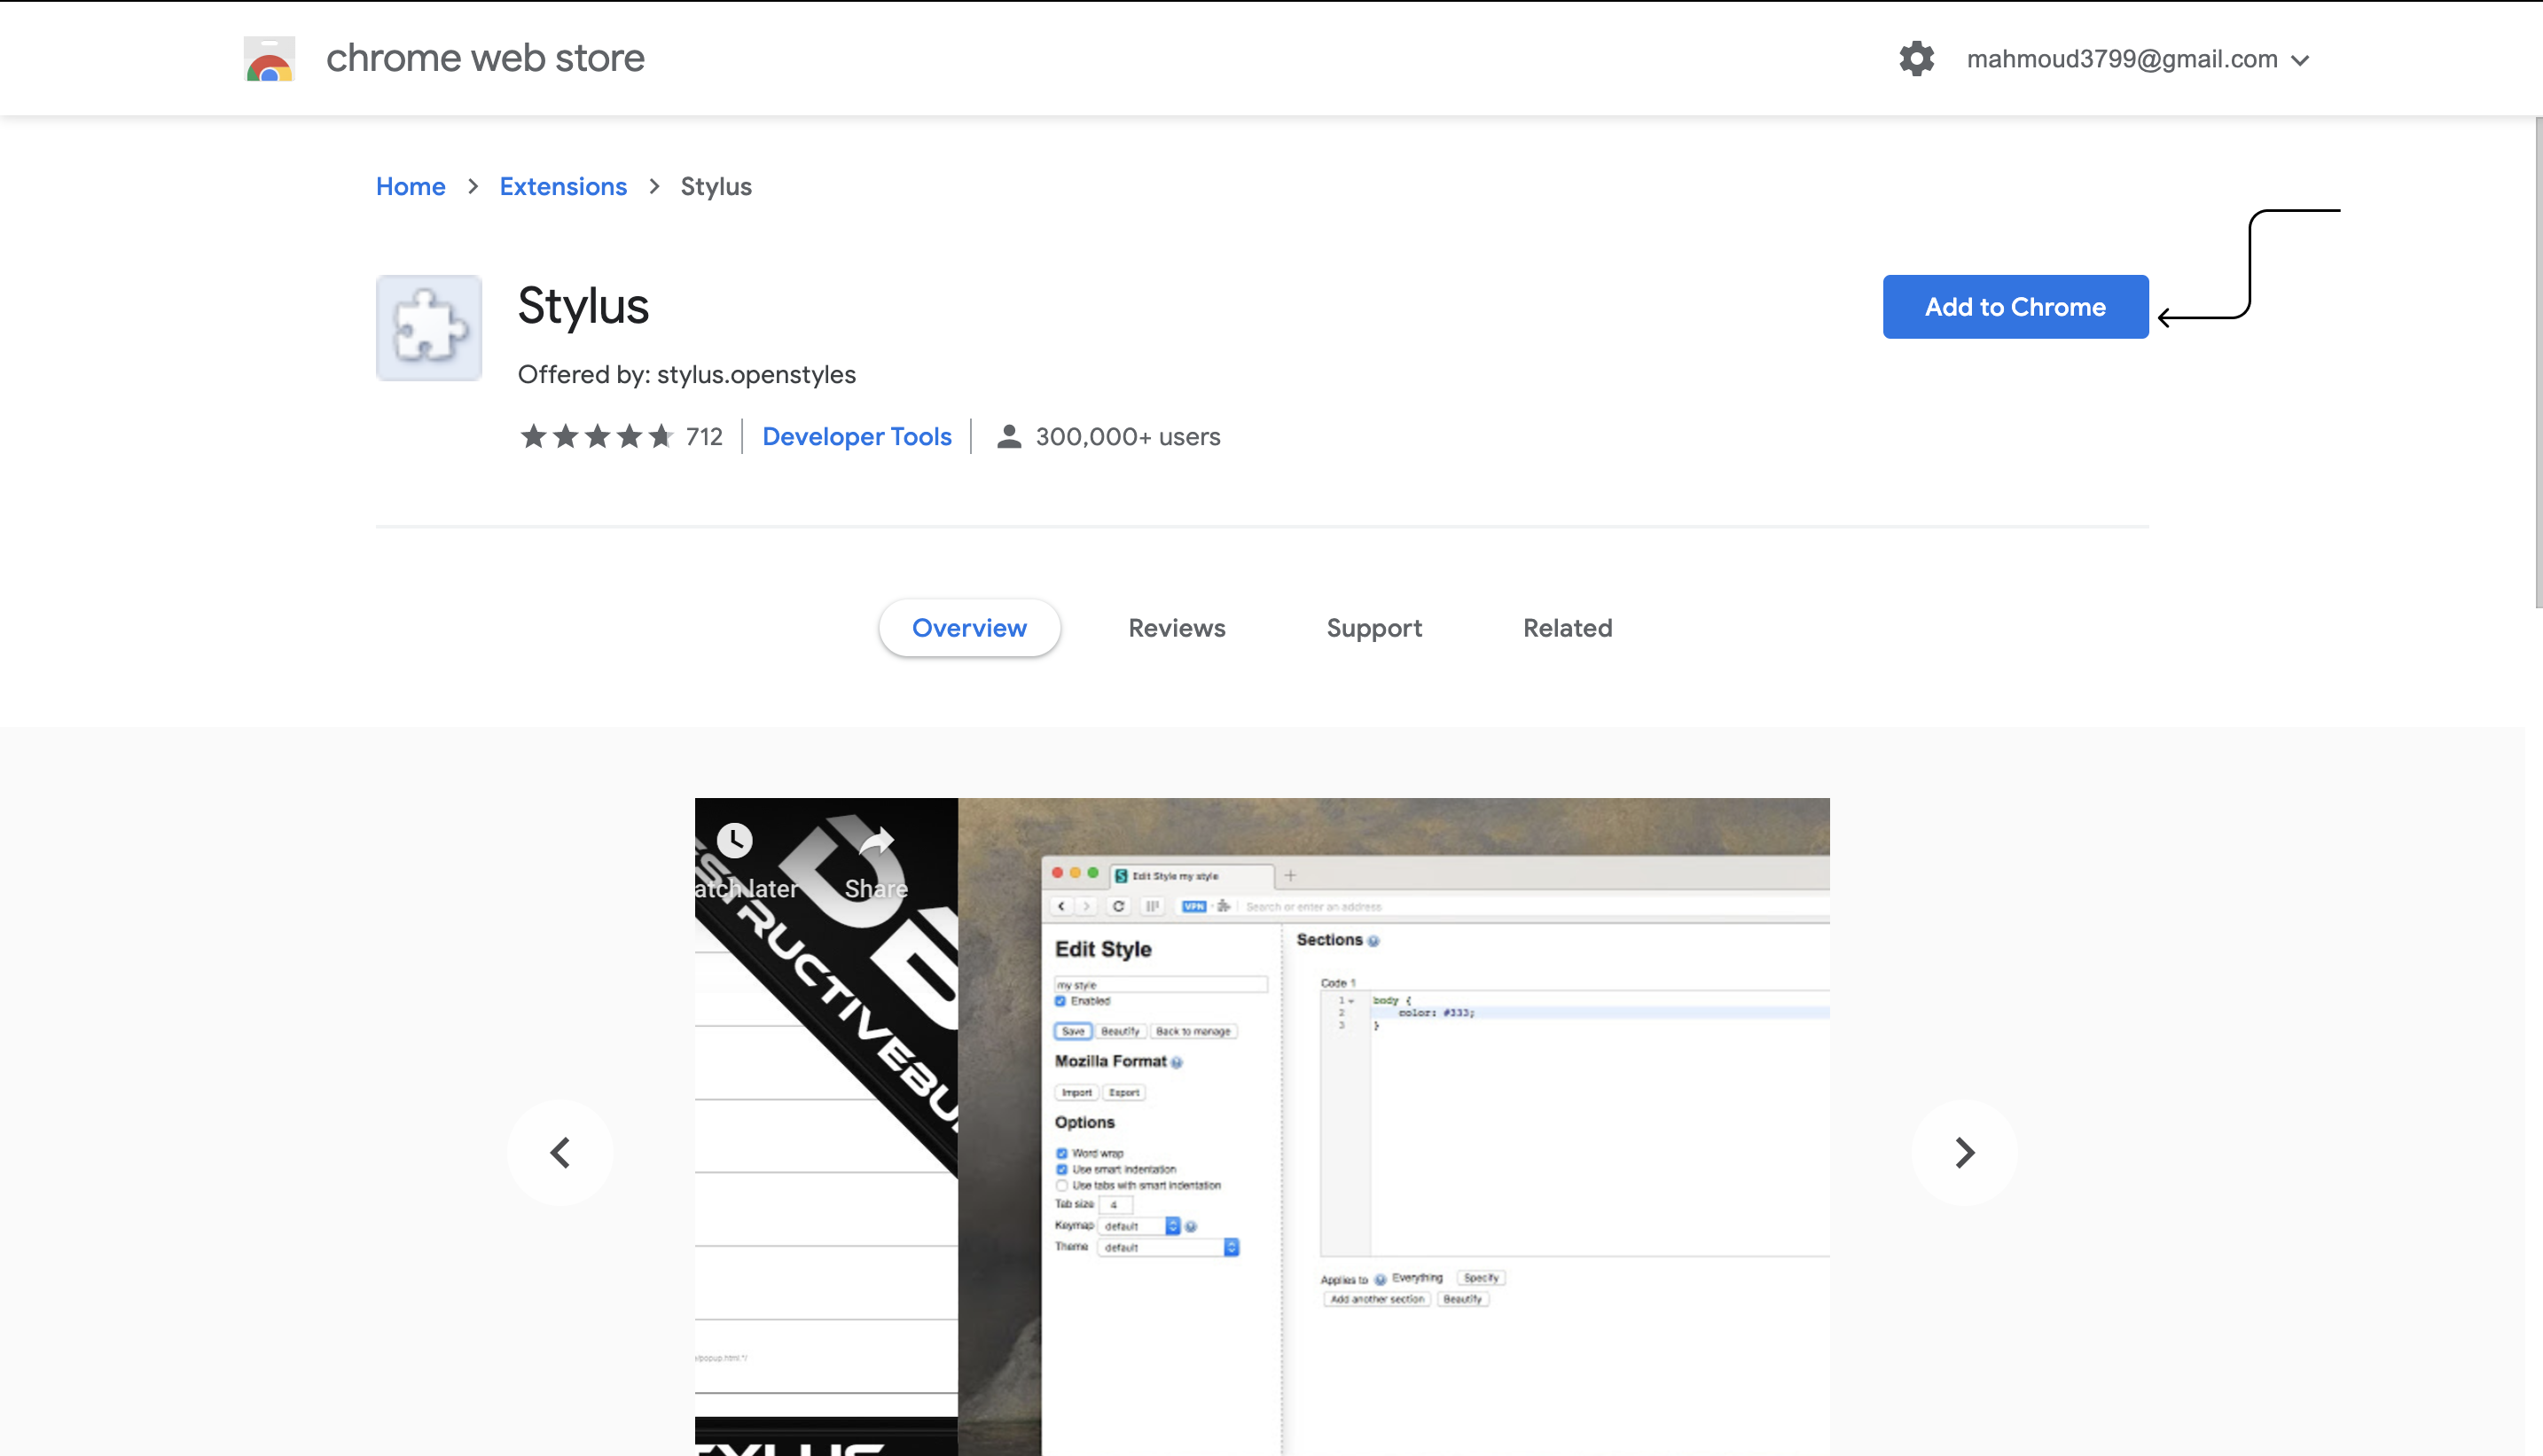 chrome web store
mahmoud3799@gmail.com
Home > Extensions > Stylus
Stylus
Add to Chrome
Offered by: stylus.openstyles
712 | Developer Tools | 300,000+ users
Overview Reviews Support Related
Share
later
Edit Style my style
VPN Search or enter an address
Edit Style
my style
Enabled
Save Beautify Back to manage
Mozilla Format
Import Export
Options
Word wrap
Use smart indentation
Use tabs with smart indentation
Tab size 4
Keymap default
Theme default
Sections
Code 1
1 body {
2 color: #333;
3 }
Applies to Everything Specify
Add another section Beautify